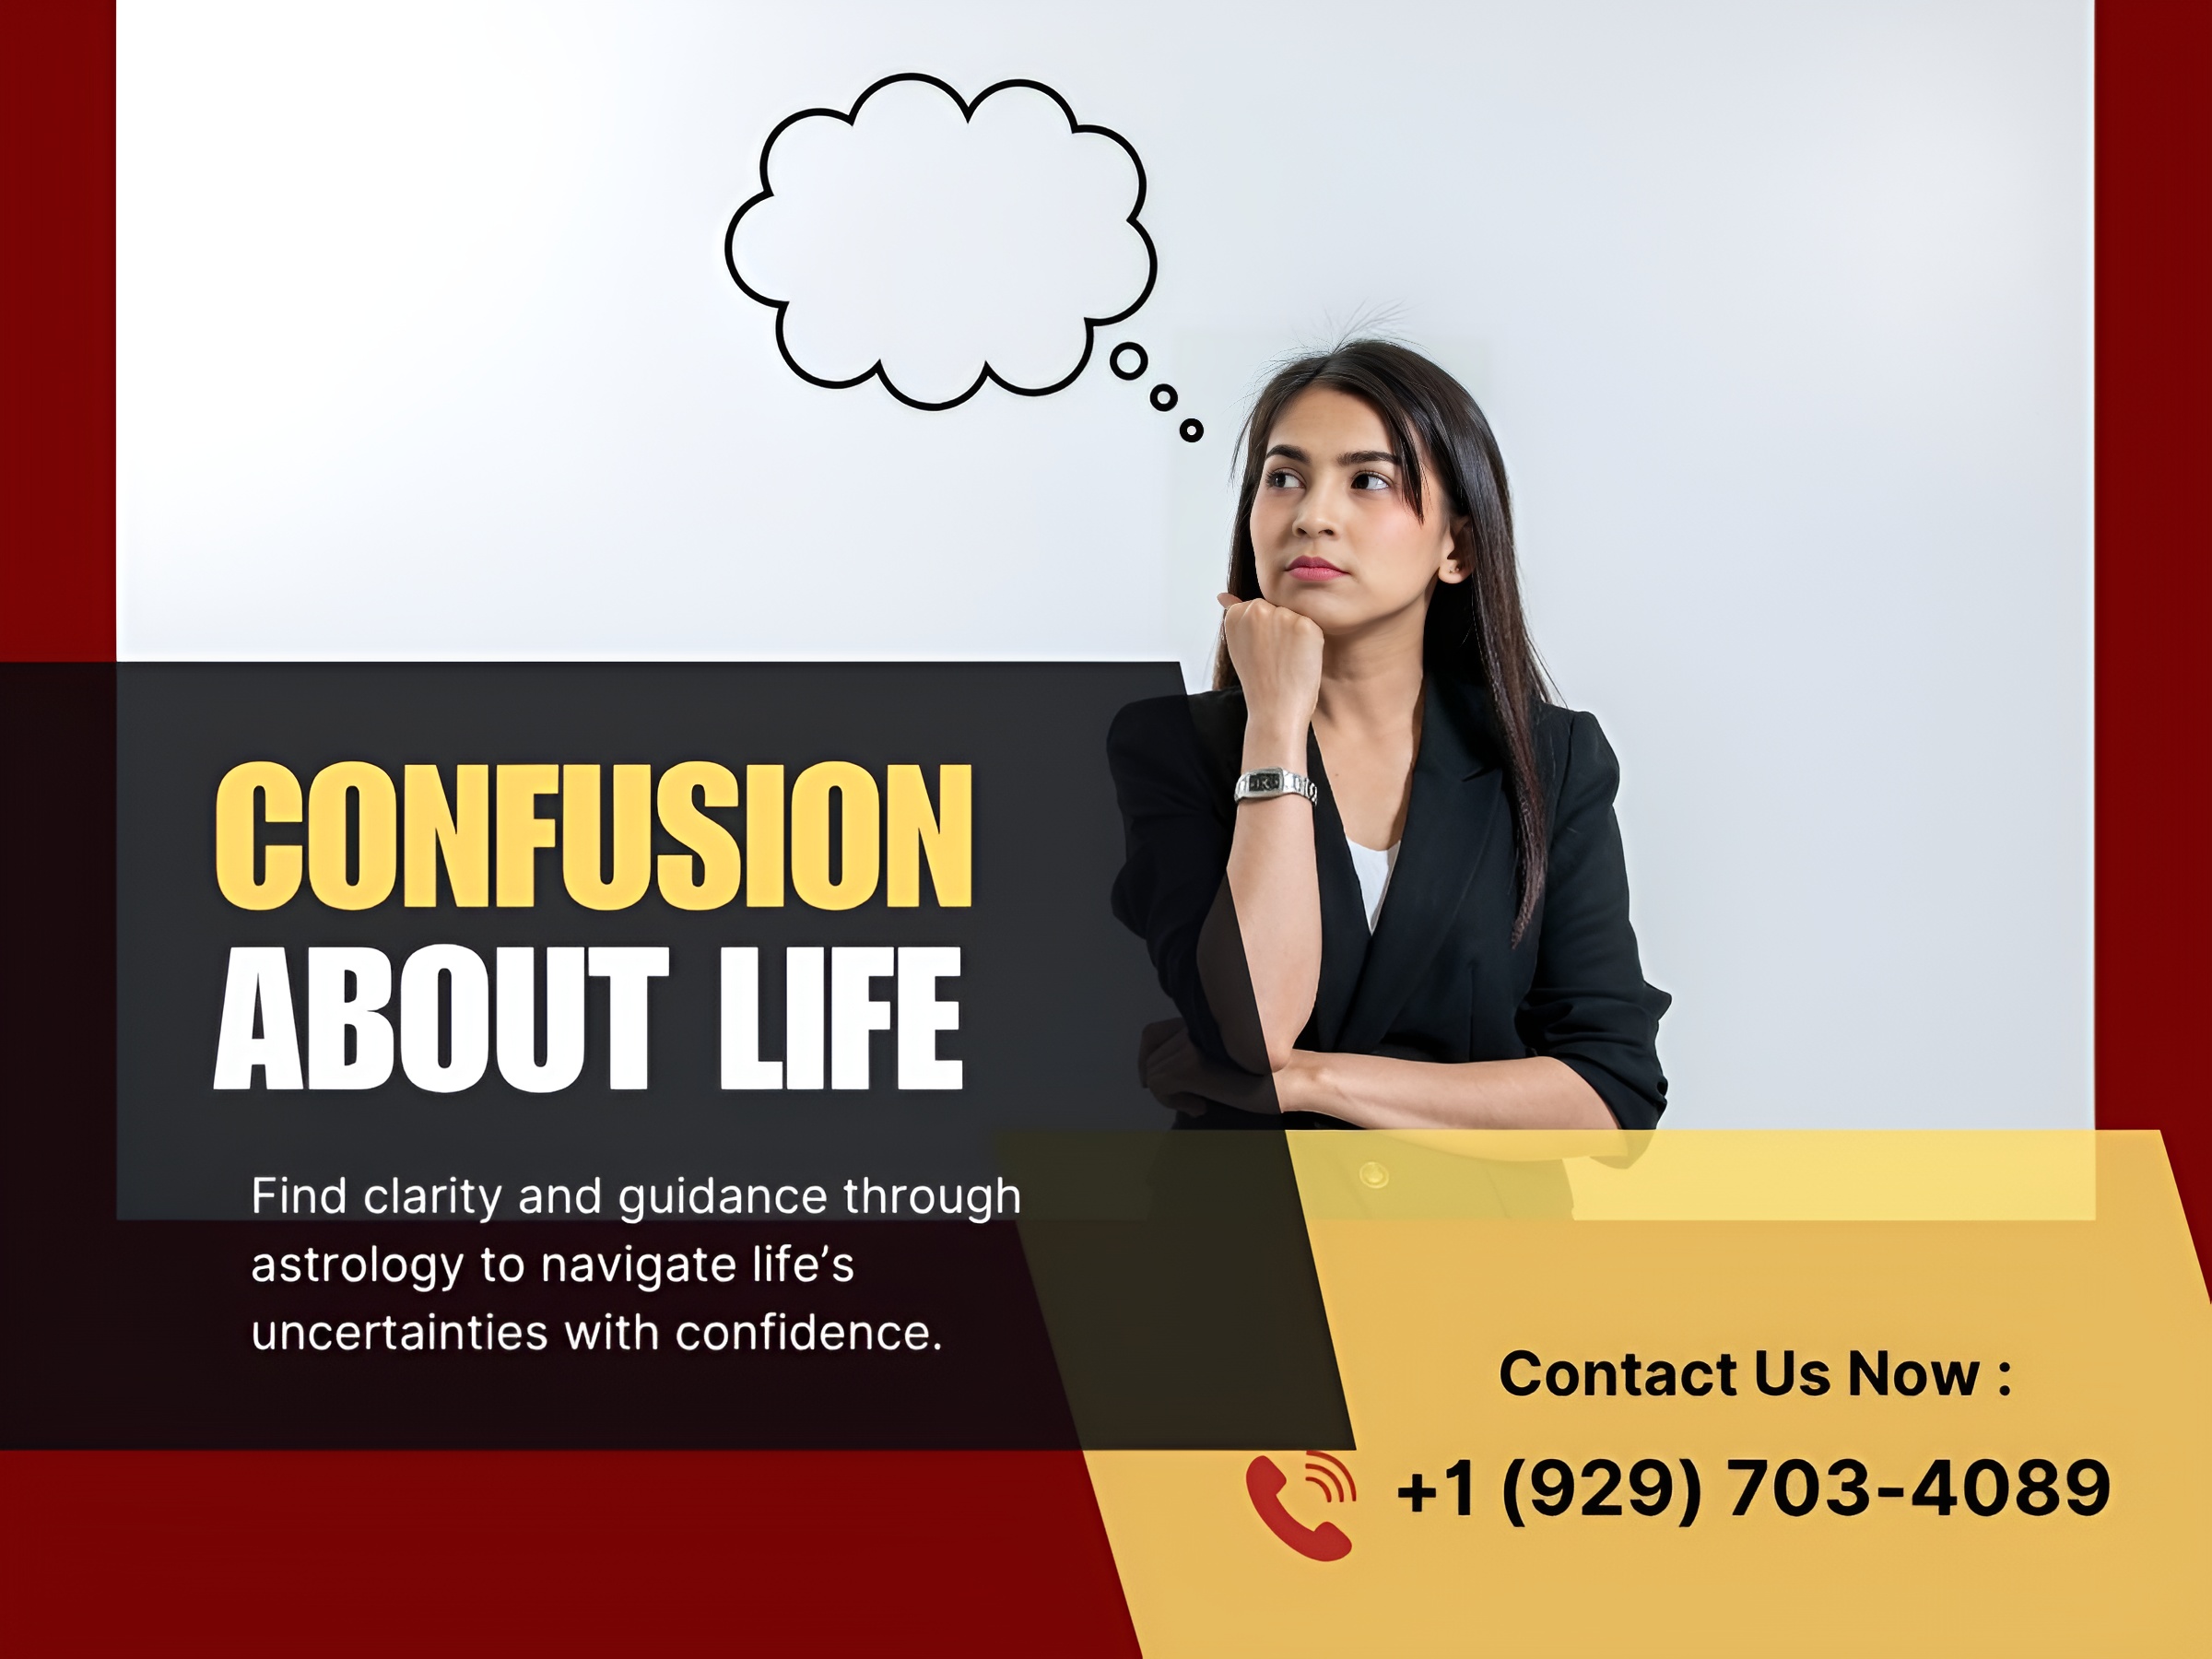 CONFUSION
ABOUT LIFE
Find clarity and guidance through
astrology to navigate life’s
uncertainties with confidence.
Contact Us Now :
+1 (929) 703-4089